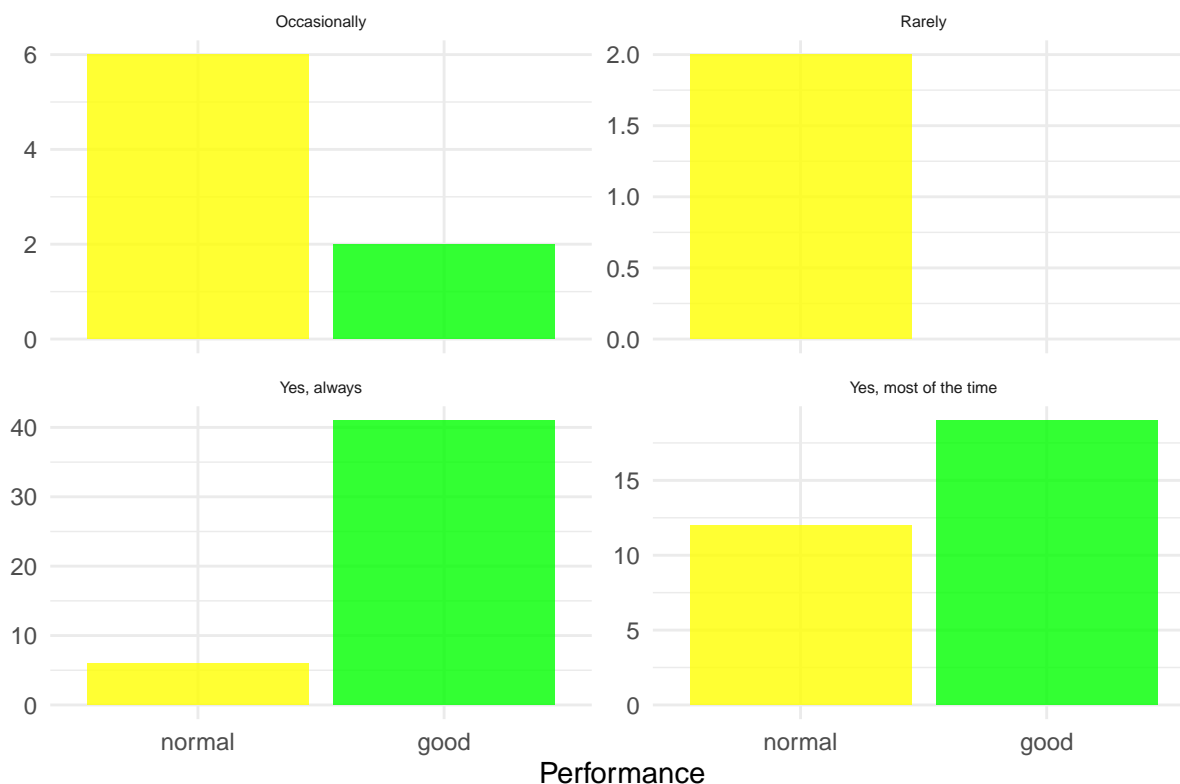 Occasionally
Rarely
6
4
2
0
2.0
1.5
1.0
0.5
0.0
Yes, always
Yes, most of the time
40
30
20
10
0
15
10
5
0
normal
good
normal
good
Performance